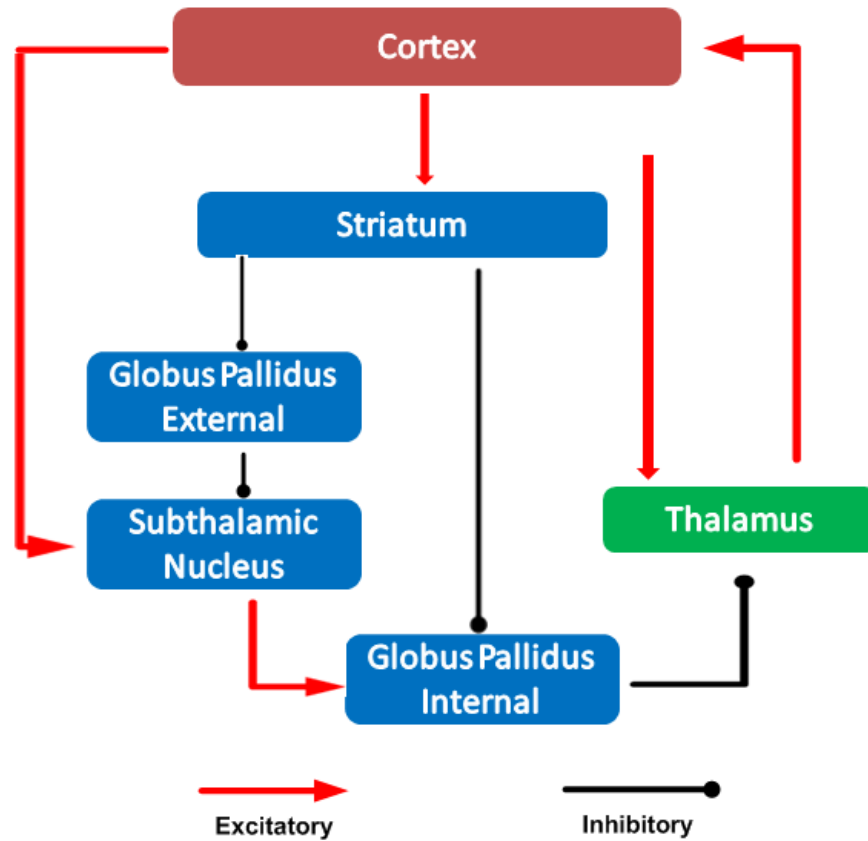 Cortex
Striatum
Globus Pallidus
External
Subthalamic
Nucleus
Thalamus
Globus Pallidus
Internal
Excitatory
Inhibitory